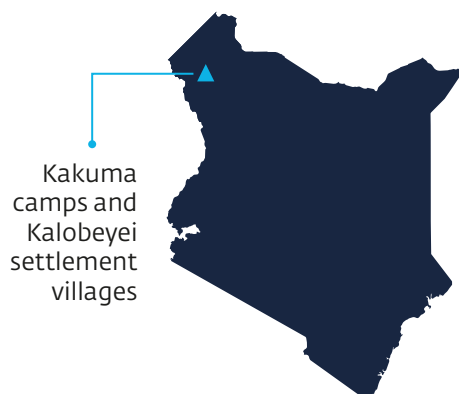 Kakuma
camps and
Kalobeyei
settlement
villages